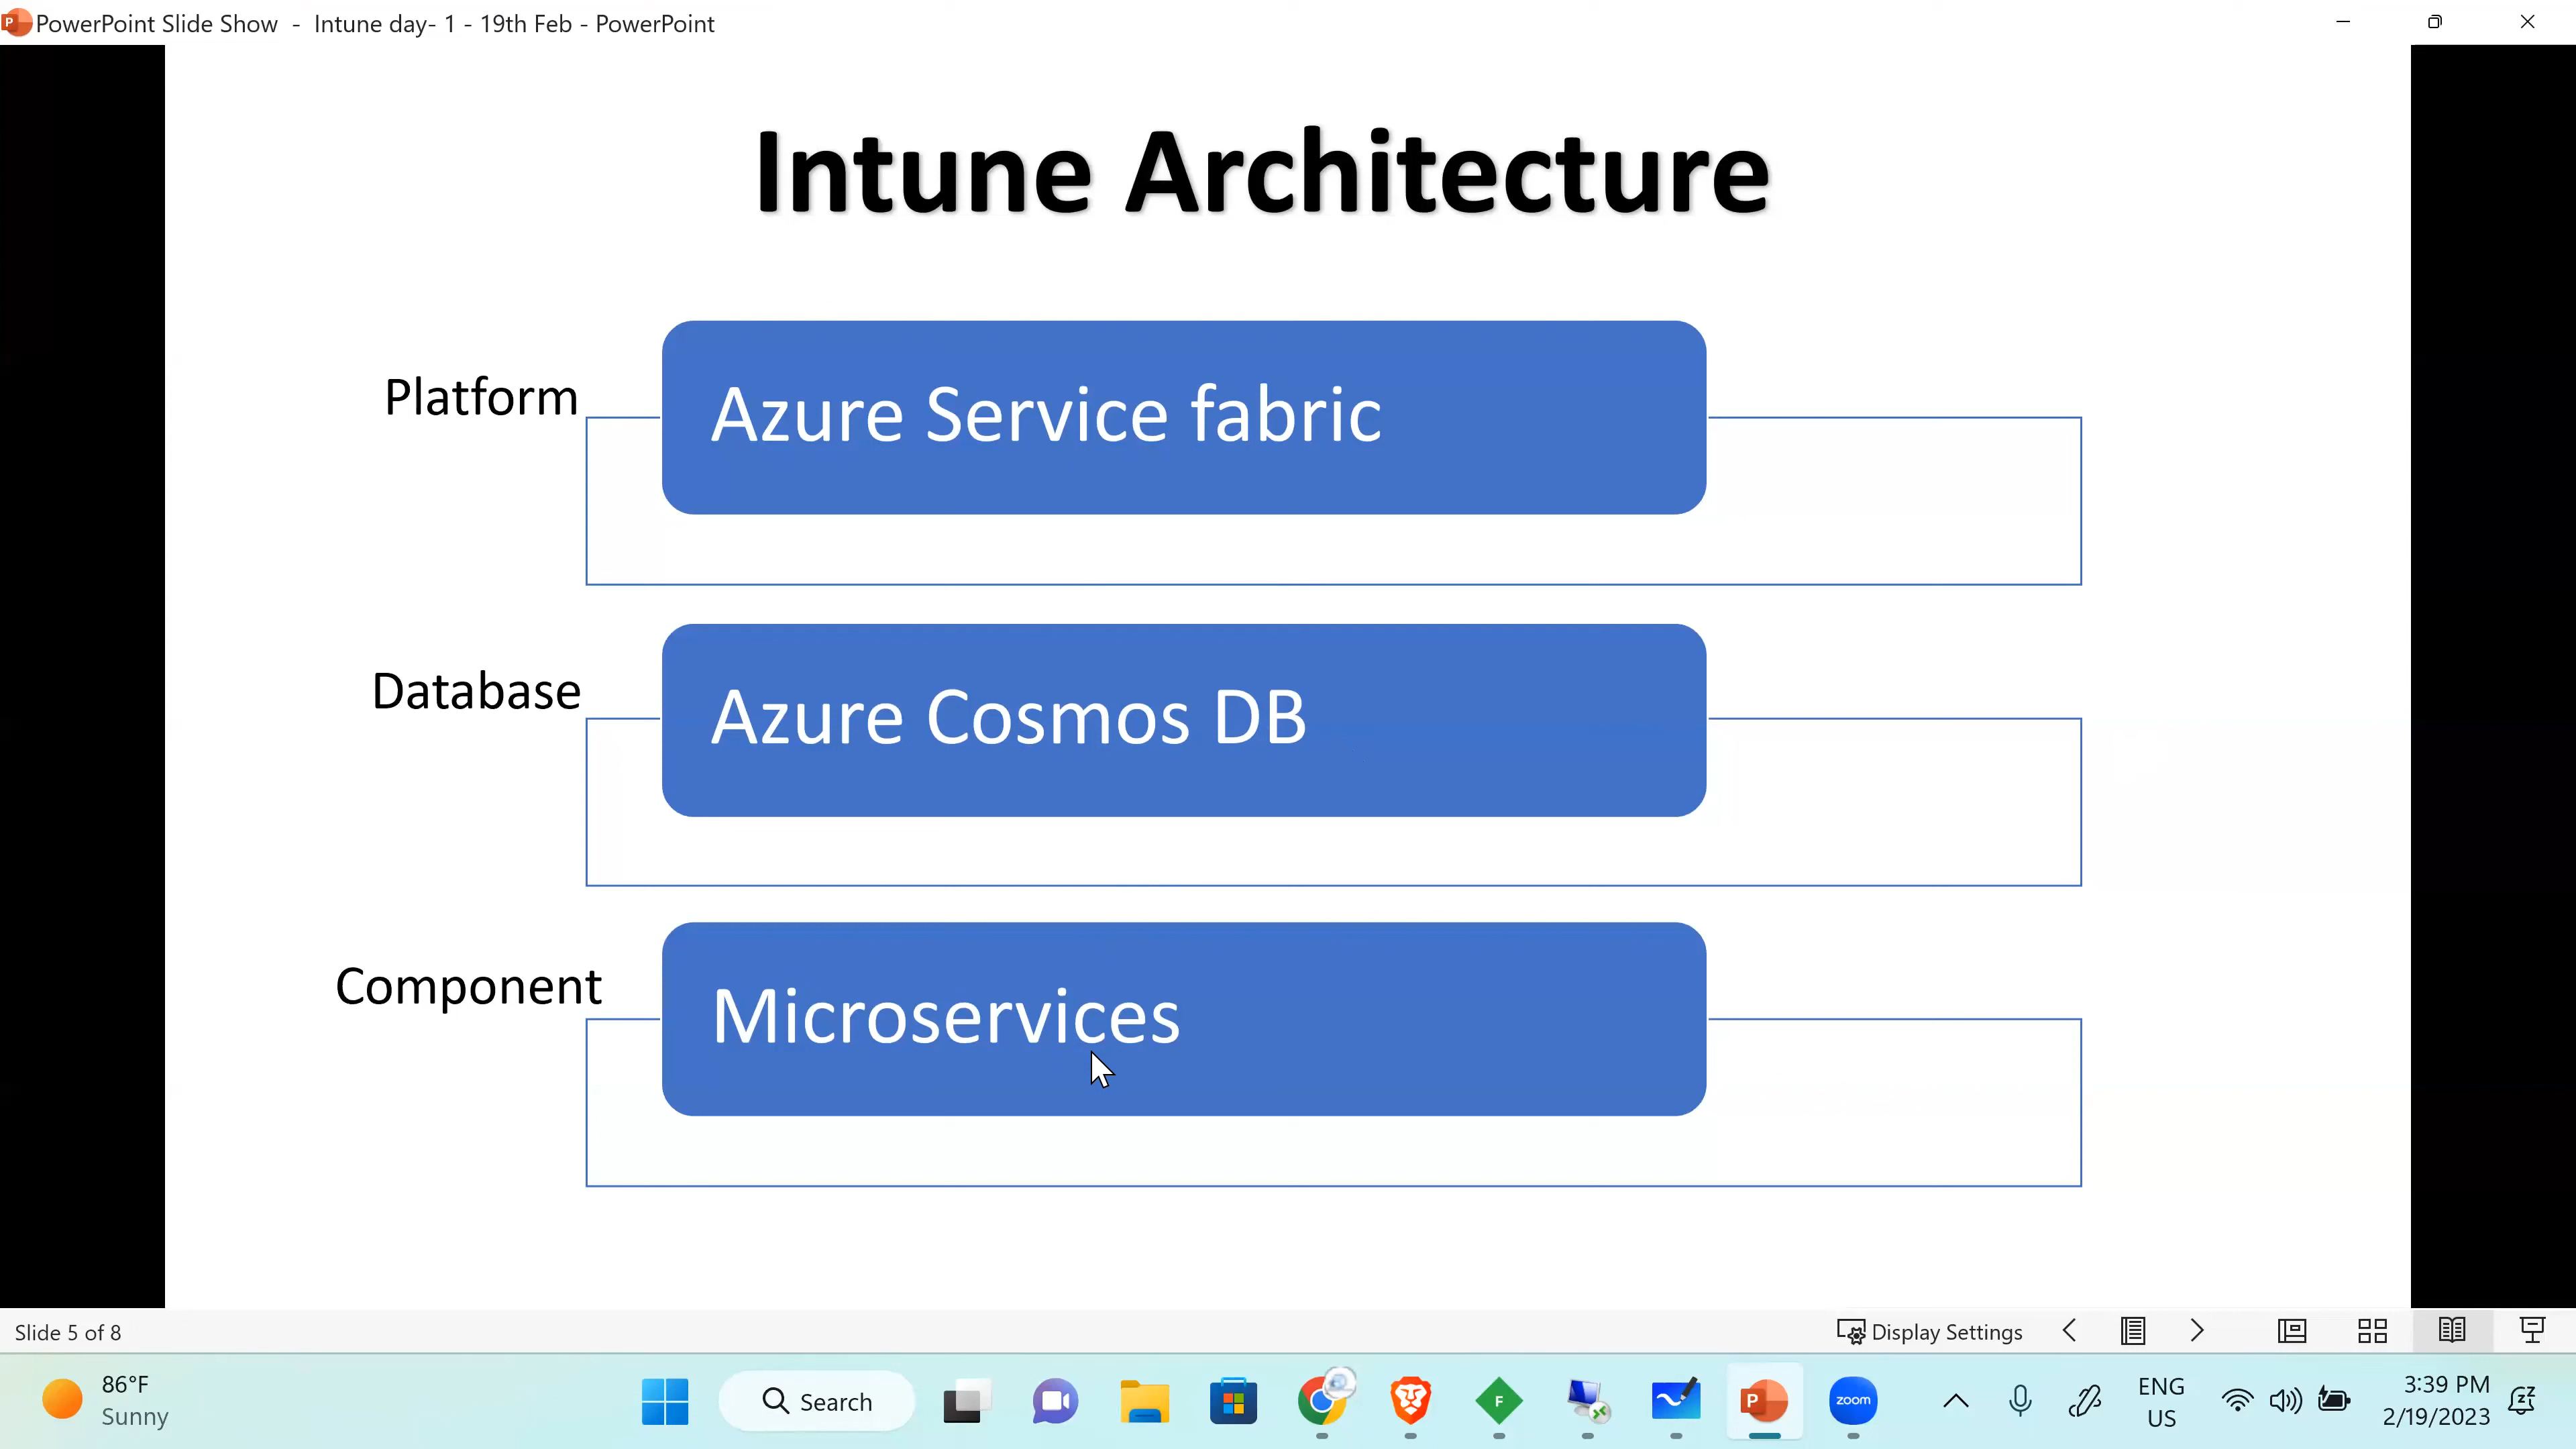 PowerPoint Slide Show - Intune day- 1 - 19th Feb - PowerPoint
Intune Architecture
Platform
Azure Service fabric
Database
Azure Cosmos DB
Component
Microservices
Slide 5 of 8
Display Settings
86°F
Sunny
Search
F
P
zoom
ENG
US
3:39 PM
2/19/2023